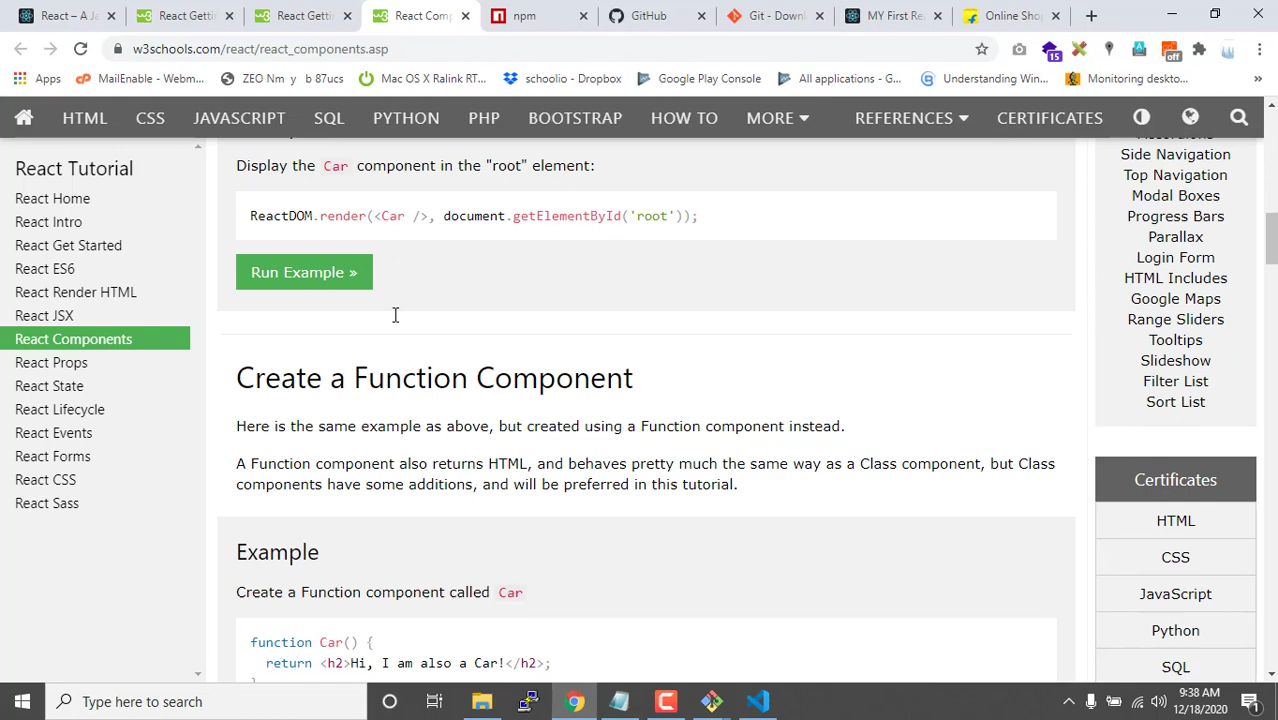 React – A Ja
React Getti
React Getti
React Comp
npm
GitHub
Git - Downl
MY First Re
Online Shop
w3schools.com/react/react_components.asp
15
off
Apps
MailEnable - Webm...
ZEO Nm y b 87ucs
Mac OS X Ralink RT...
schoolio - Dropbox
Google Play Console
All applications - G...
Understanding Win...
Monitoring deskto...
HTML
CSS
JAVASCRIPT
SQL
PYTHON
PHP
BOOTSTRAP
HOW TO
MORE
REFERENCES
CERTIFICATES
React Tutorial
React Home
React Intro
React Get Started
React ES6
React Render HTML
React JSX
React Components
React Props
React State
React Lifecycle
React Events
React Forms
React CSS
React Sass
Display the Car component in the "root" element:
ReactDOM.render(<Car />, document.getElementById('root'));
Run Example »
Create a Function Component
Here is the same example as above, but created using a Function component instead.
A Function component also returns HTML, and behaves pretty much the same way as a Class component, but Class
components have some additions, and will be preferred in this tutorial.
Example
Create a Function component called Car
function Car() {
return <h2>Hi, I am also a Car!</h2>;
Side Navigation
Top Navigation
Modal Boxes
Progress Bars
Parallax
Login Form
HTML Includes
Google Maps
Range Sliders
Tooltips
Slideshow
Filter List
Sort List
Certificates
HTML
CSS
JavaScript
Python
SQL
Type here to search
9:38 AM
12/18/2020